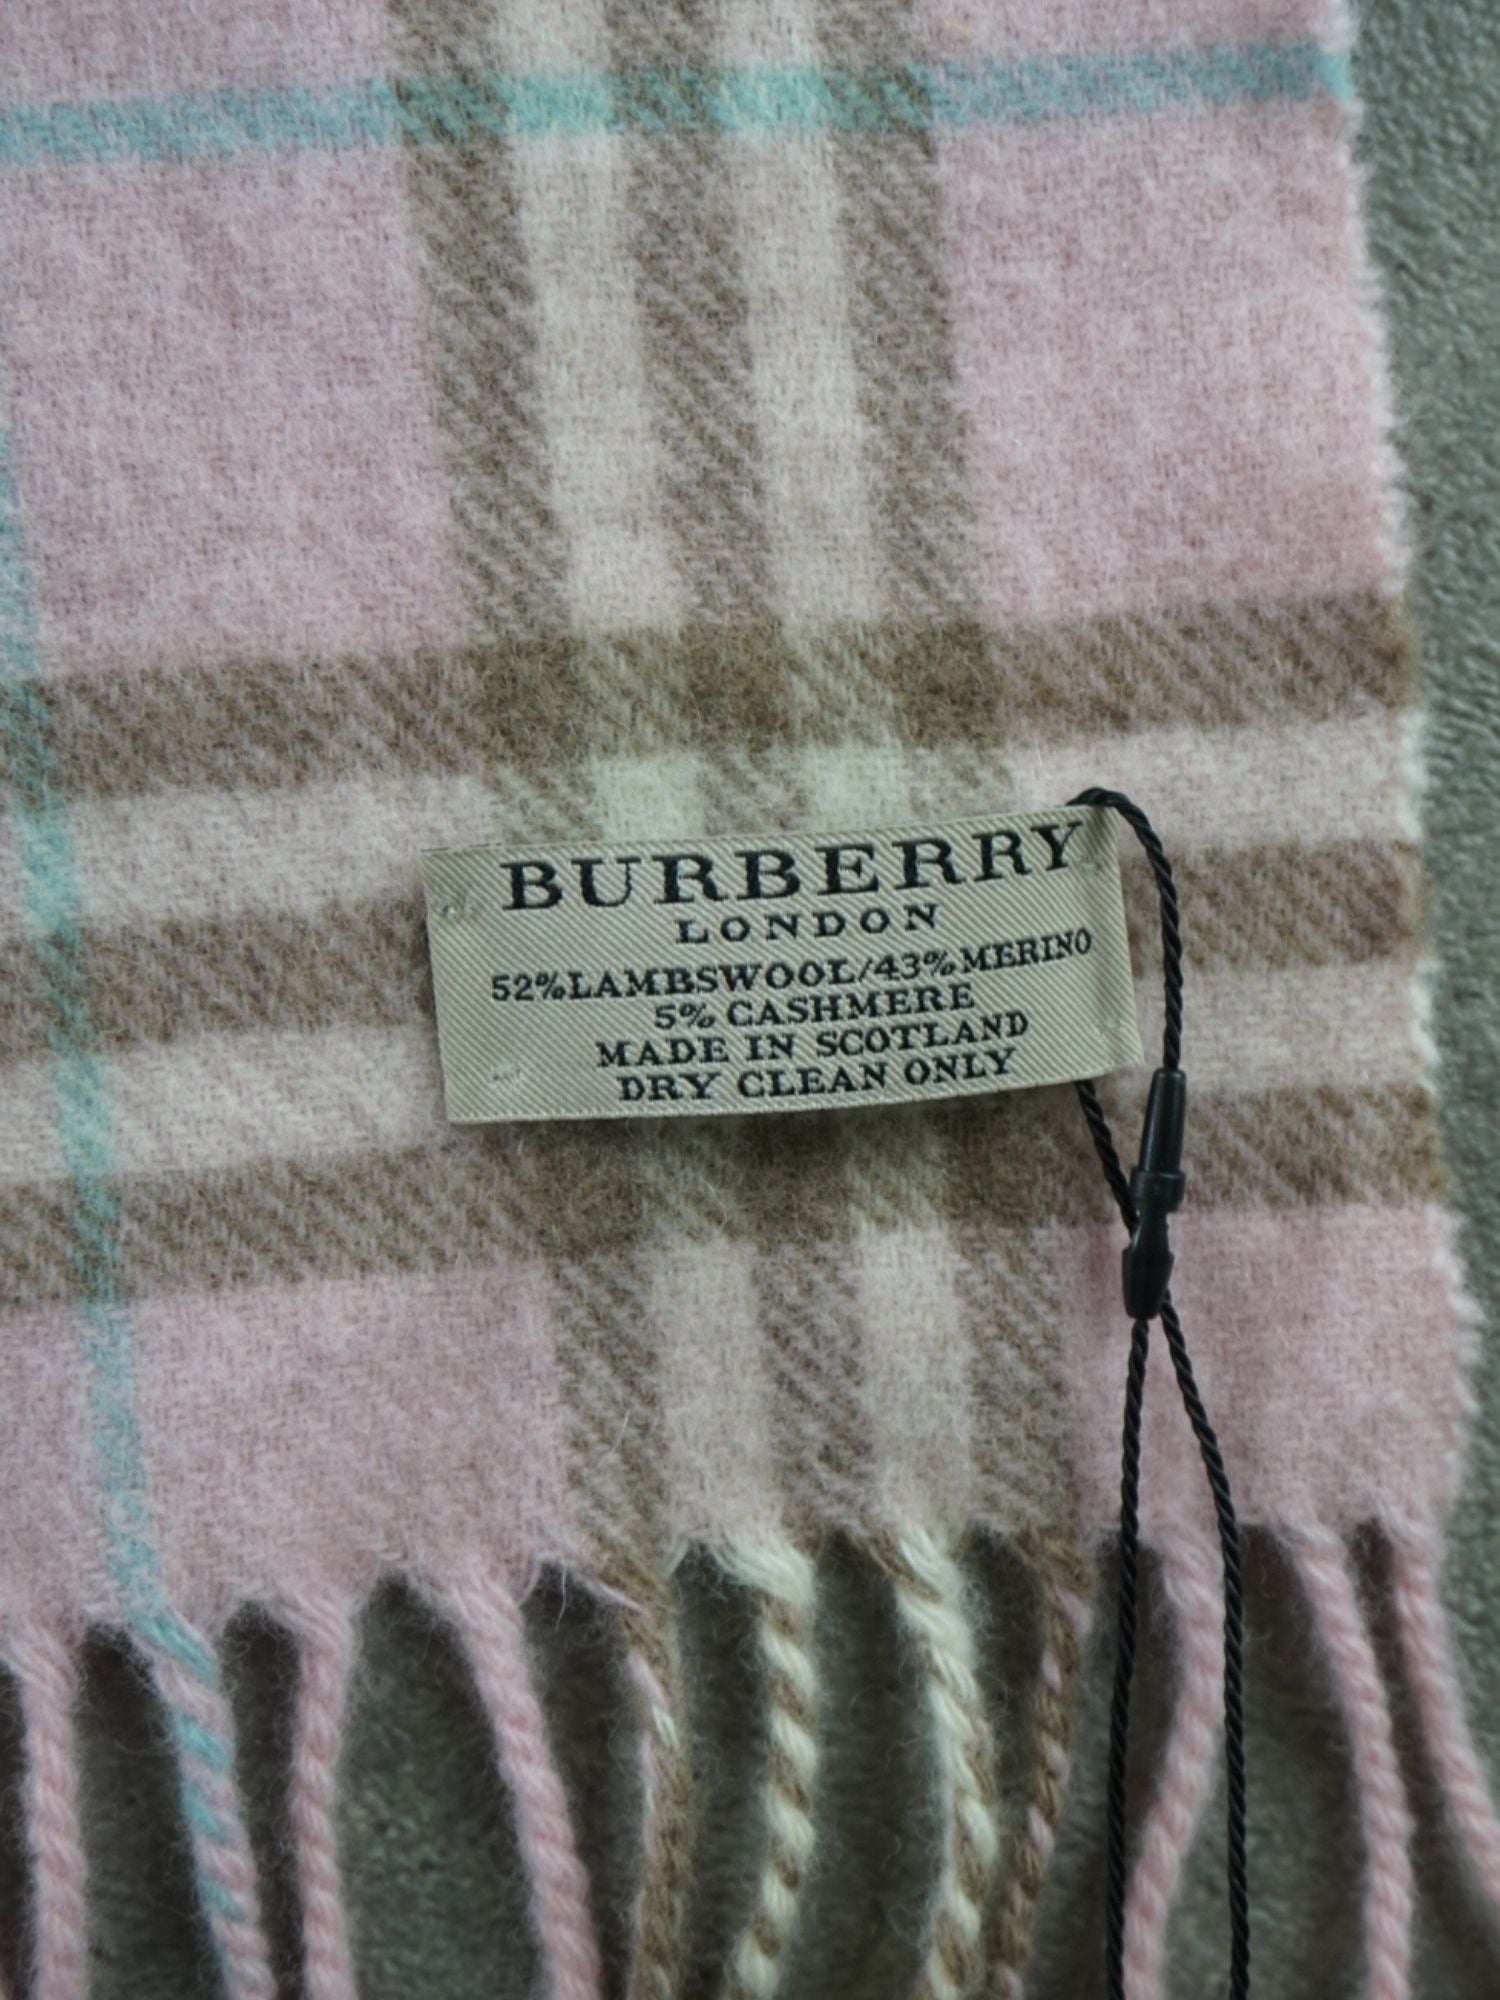 BURBERRY
LONDON
52%LAMBSWOOL/43%MERINO
5% CASHMERE
MADE IN SCOTLAND
DRY CLEAN ONLY